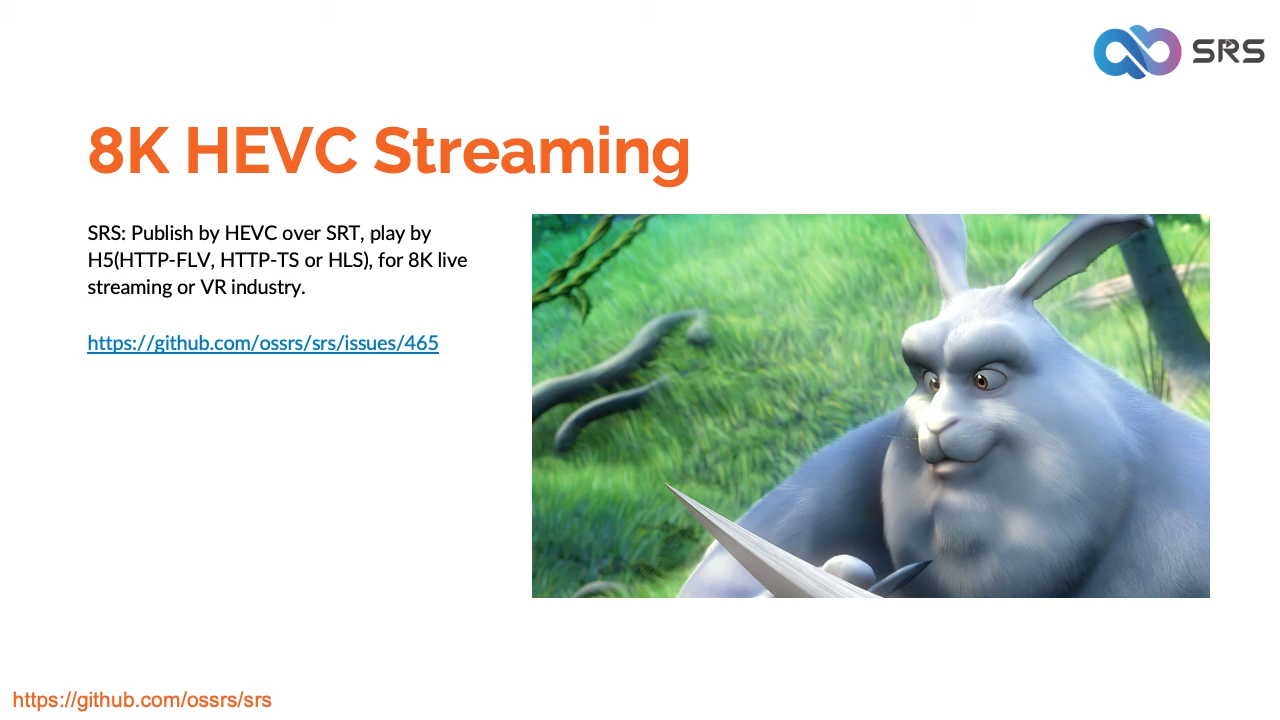 SRS
8K HEVC Streaming
SRS: Publish by HEVC over SRT, play by
H5(HTTP-FLV, HTTP-TS or HLS), for 8K live
streaming or VR industry.
https://github.com/ossrs/srs/issues/465
https://github.com/ossrs/srs